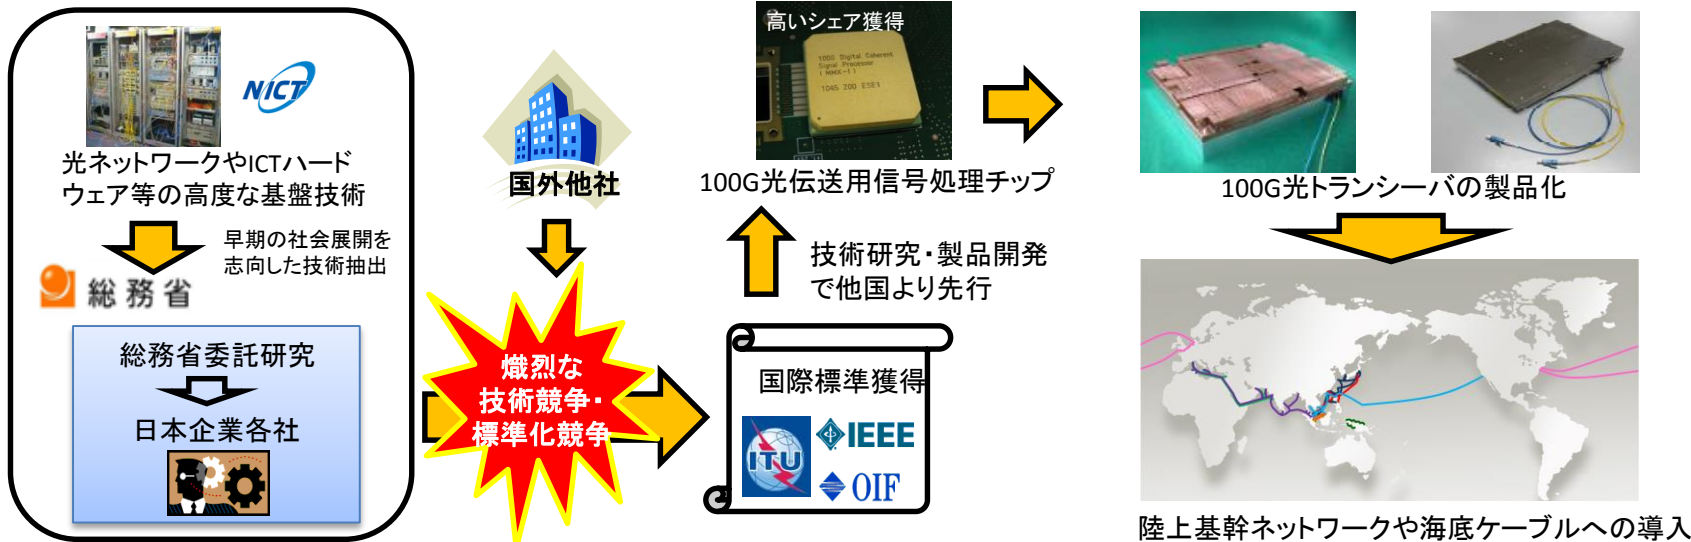 NICT
光ネットワークやICTハード
ウェア等の高度な基盤技術
早期の社会展開を
志向した技術抽出
総務省
総務省委託研究
日本企業各社
国外他社
熾烈な
技術競争・
標準化競争
高いシェア獲得
100G Digital Coherent
Signal Processor
100G光伝送用信号処理チップ
技術研究・製品開発
で他国より先行
国際標準獲得
ITU
IEEE
OIF
100G光トランシーバの製品化
陸上基幹ネットワークや海底ケーブルへの導入